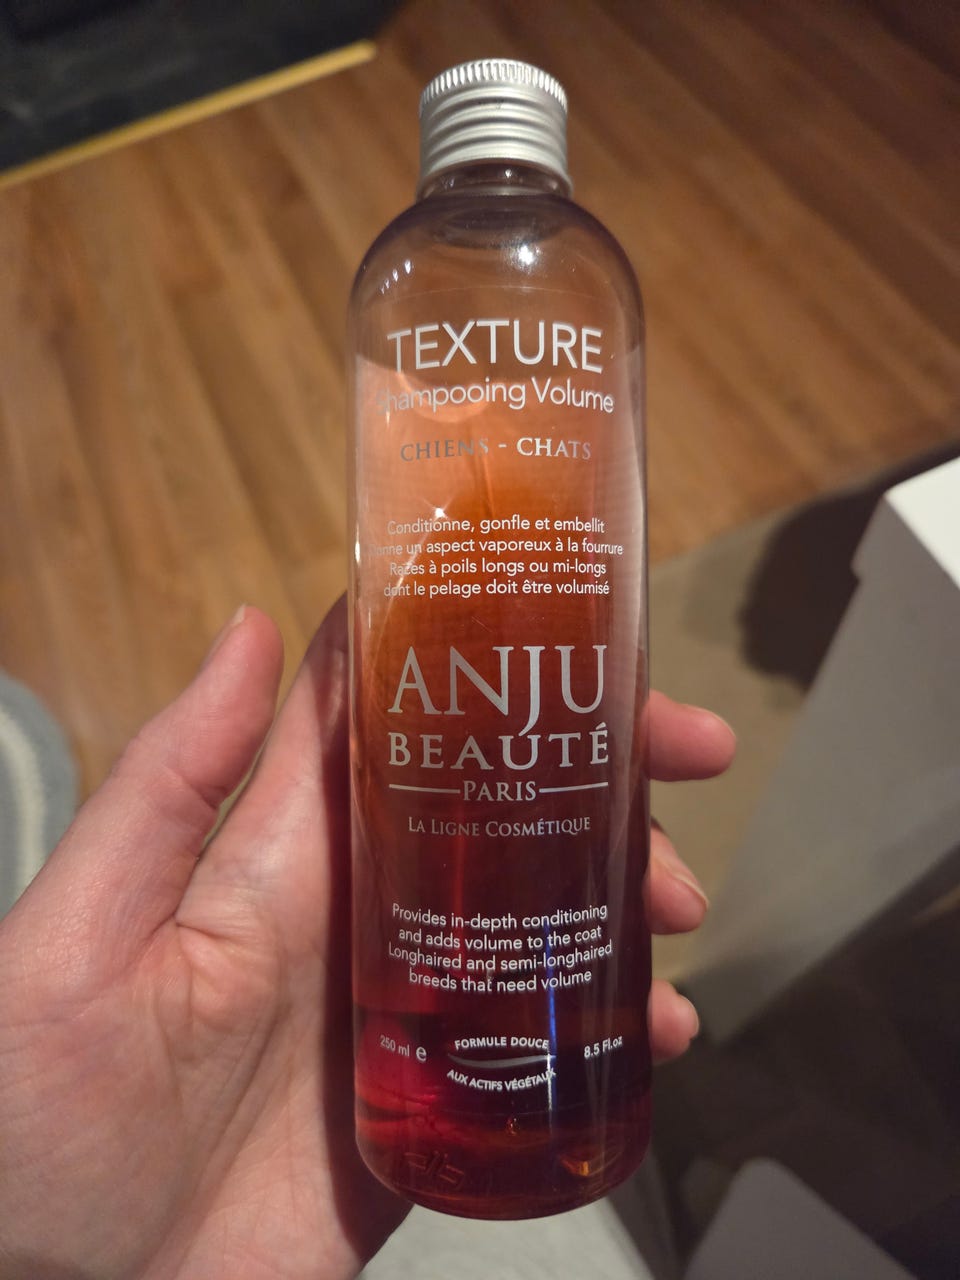 TEXTURE
Shampooing Volume
CHIENS - CHATS
Conditionne, gonfle et embellit
Donne un aspect vaporeux à la fourrure
Races à poils longs ou mi-longs
dont le pelage doit être volumisé
ANJU
BEAUTÉ
PARIS
LA LIGNE COSMÉTIQUE
Provides in-depth conditioning
and adds volume to the coat
Longhaired and semi-longhaired
breeds that need volume
250 ml e
FORMULE DOUCE
AUX ACTIFS VÉGÉTAUX
8.5 Fl.oz